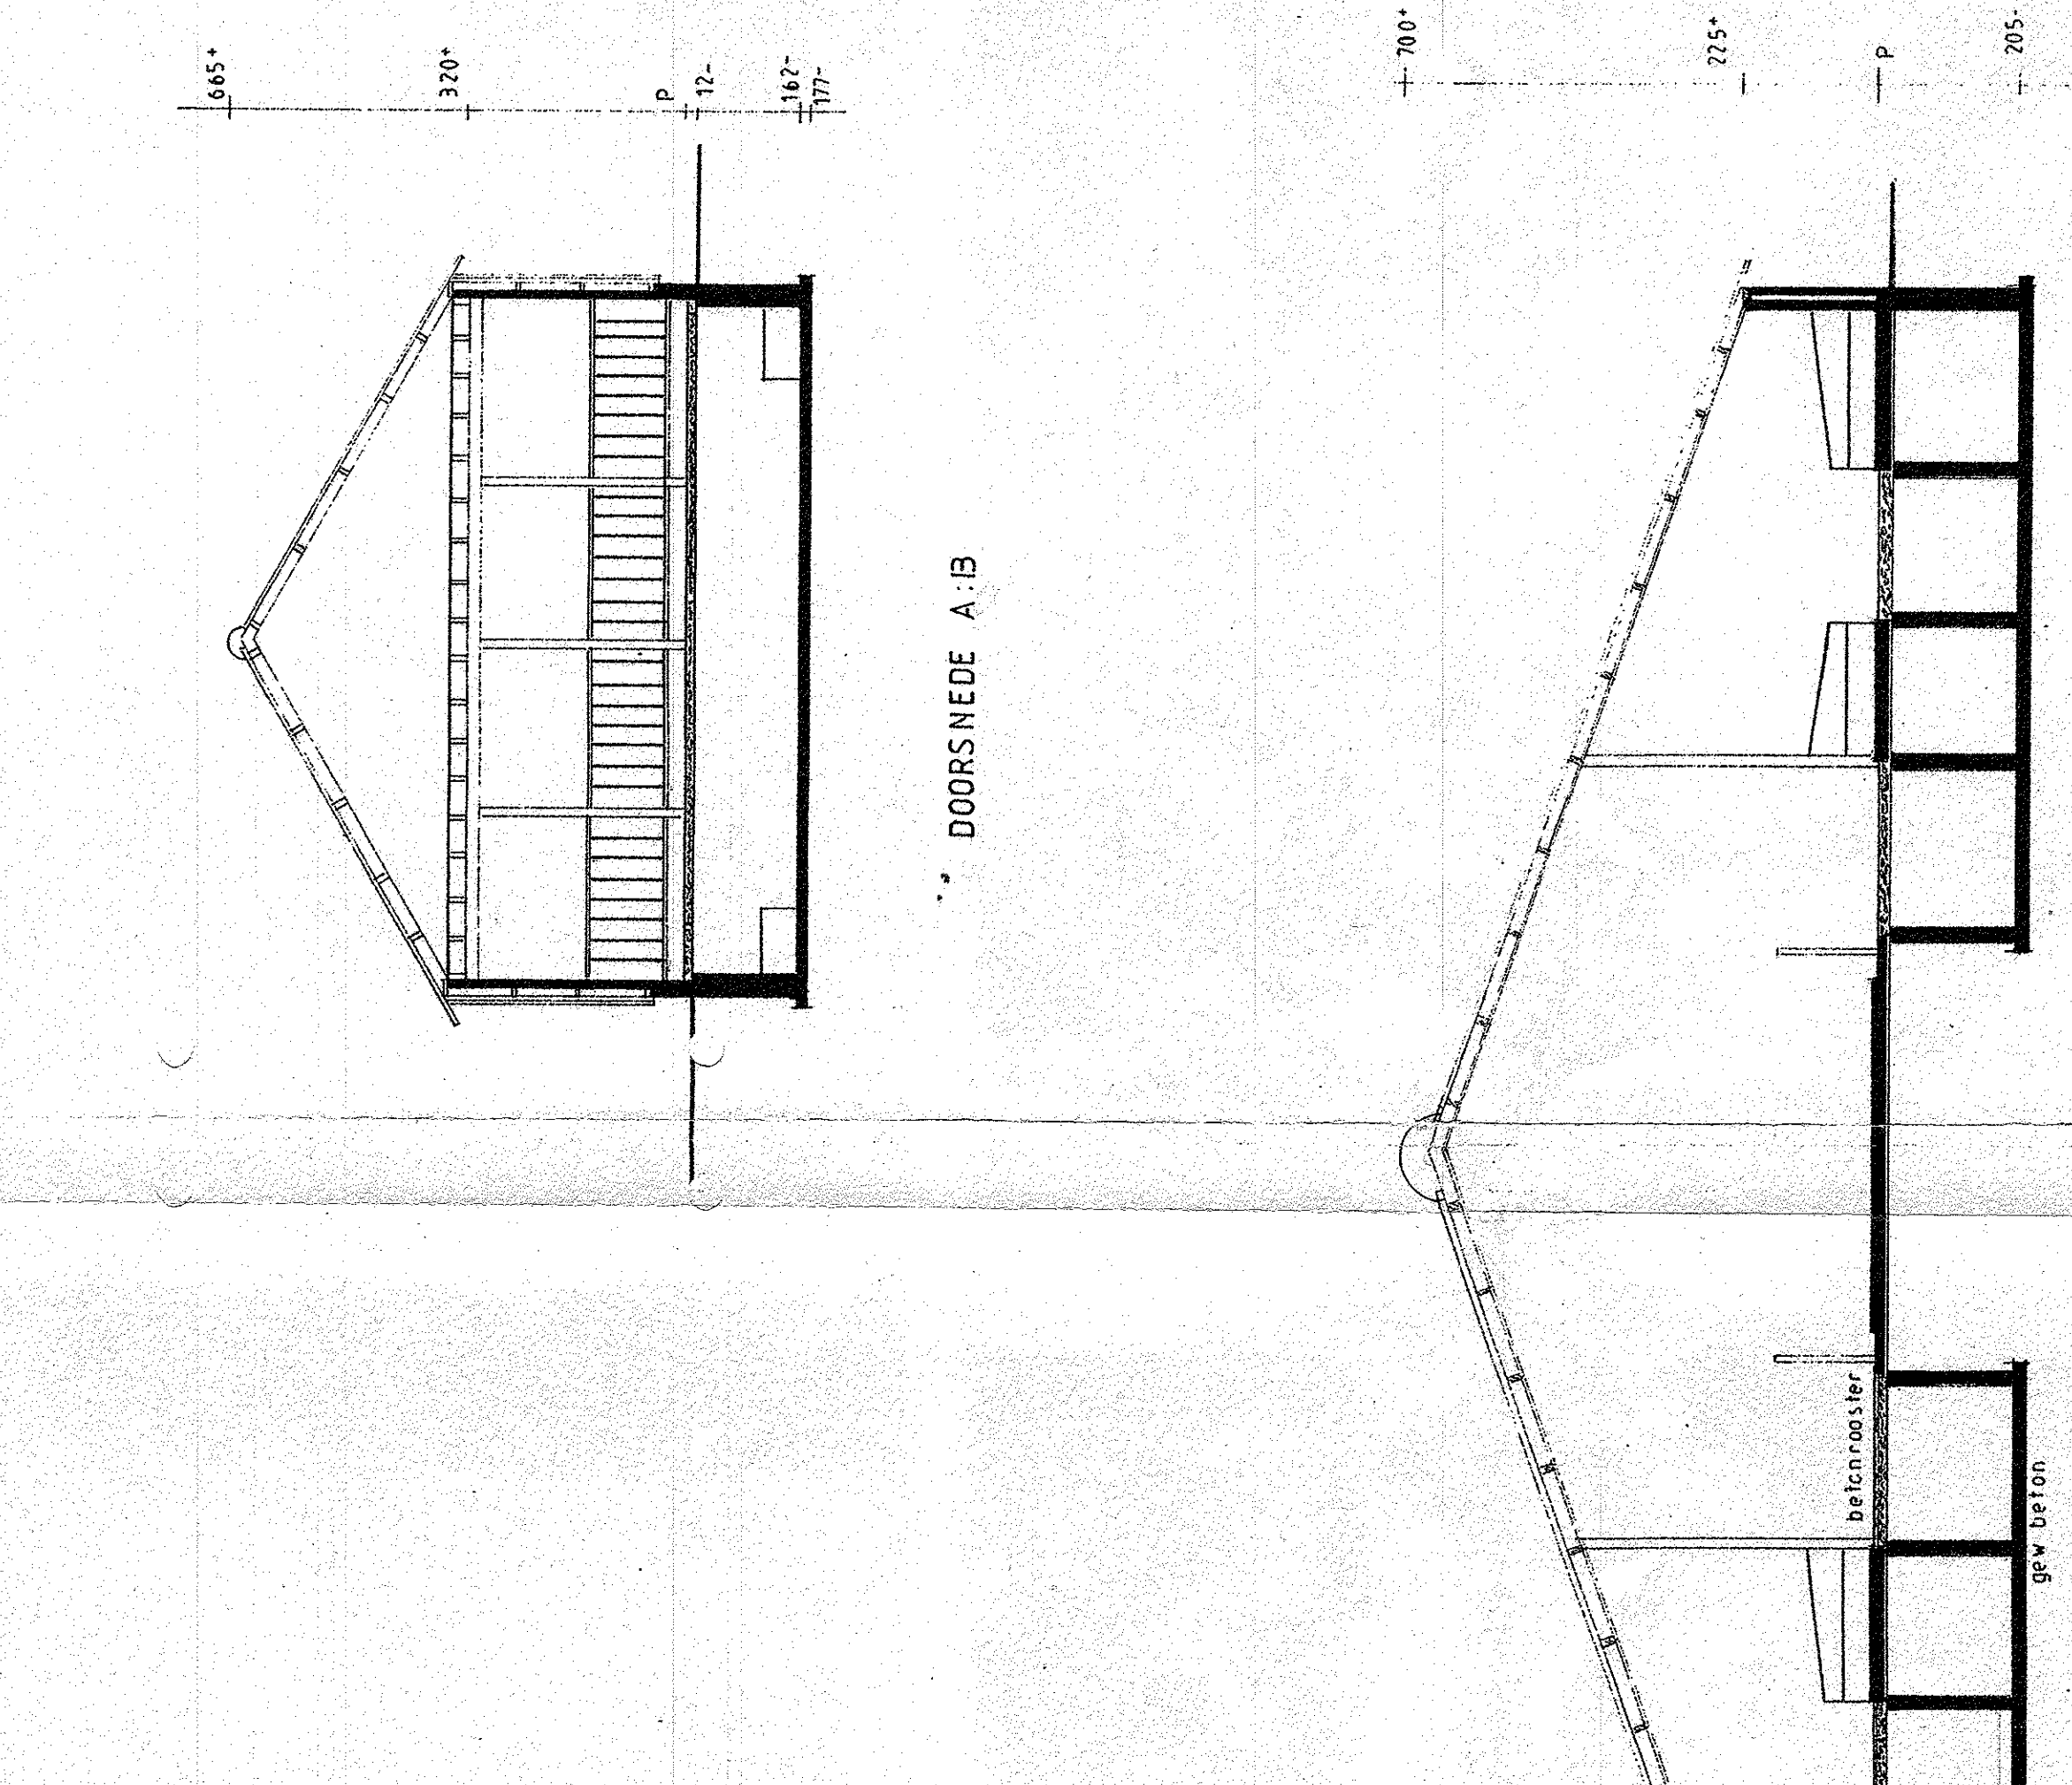 665+
320+
P
12-
162-
177-
DOORSNEDE A:B
700+
225+
P
205-
betonrooster
gew beton